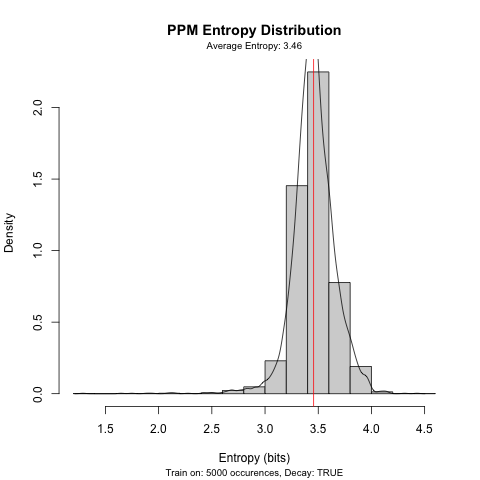 PPM Entropy Distribution
Average Entropy: 3.46
Density
2.0
1.5
1.0
0.5
0.0
1.5 2.0 2.5 3.0 3.5 4.0 4.5
Entropy (bits)
Train on: 5000 occurences, Decay: TRUE